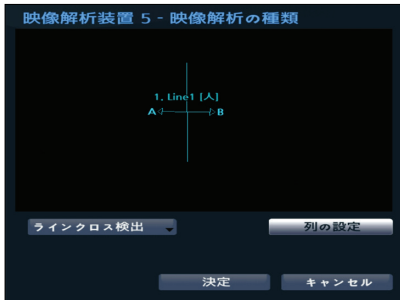 映像解析装置 5 - 映像解析の種類
1. Line1 [人]
A B
ラインクロス検出 列の設定
決定 キャンセル